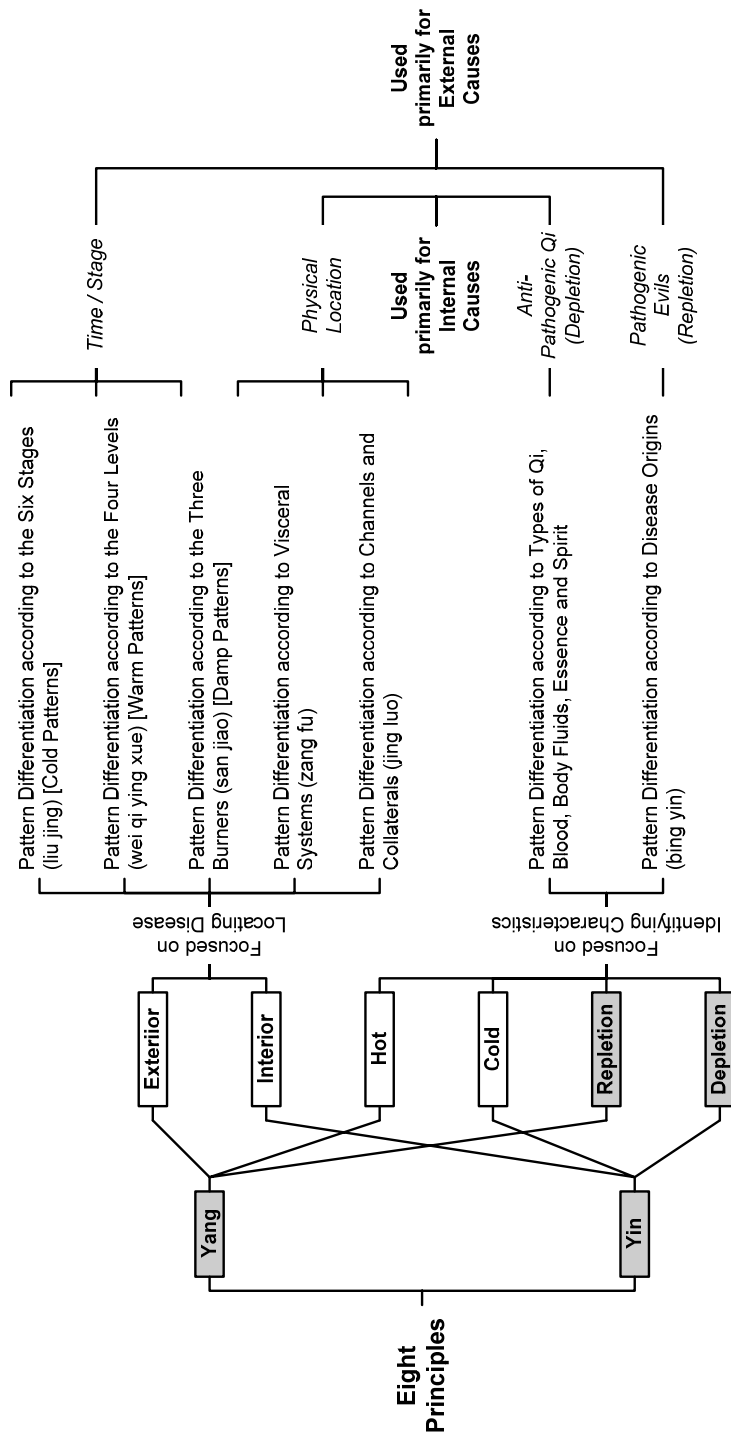 Eight
Principles
Yang
Yin
Exteriior
Interior
Hot
Cold
Repletion
Depletion
Focused on
Locating Disease
Focused on
Identifying Characteristics
Pattern Differentiation according to the Six Stages
(liu jing) [Cold Patterns]
Pattern Differentiation according to the Four Levels
(wei qi ying xue) [Warm Patterns]
Pattern Differentiation according to the Three
Burners (san jiao) [Damp Patterns]
Pattern Differentiation according to Visceral
Systems (zang fu)
Pattern Differentiation according to Channels and
Collaterals (jing luo)
Pattern Differentiation according to Types of Qi,
Blood, Body Fluids, Essence and Spirit
Pattern Differentiation according to Disease Origins
(bing yin)
Time / Stage
Physical
Location
Used
primarily for
Internal
Causes
Anti-
Pathogenic Qi
(Depletion)
Pathogenic
Evils
(Repletion)
Used
primarily for
External
Causes